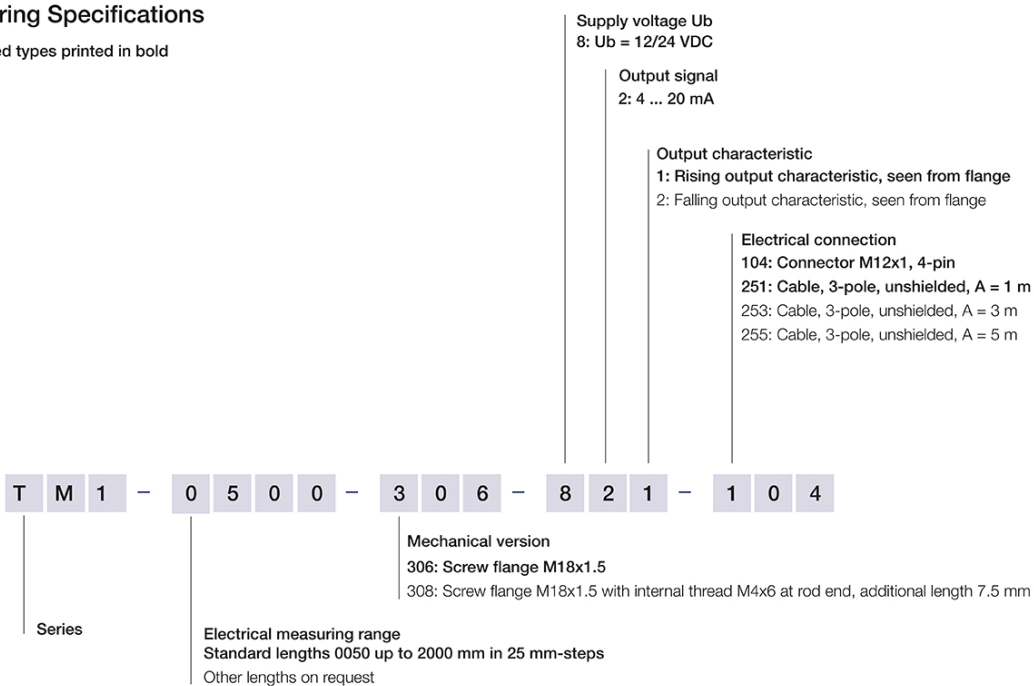 ring Specifications
ed types printed in bold
Supply voltage Ub
8: Ub = 12/24 VDC
Output signal
2: 4 ... 20 mA
Output characteristic
1: Rising output characteristic, seen from flange
2: Falling output characteristic, seen from flange
Electrical connection
104: Connector M12x1, 4-pin
251: Cable, 3-pole, unshielded, A = 1 m
253: Cable, 3-pole, unshielded, A = 3 m
255: Cable, 3-pole, unshielded, A = 5 m
T M 1 – 0 5 0 0 – 3 0 6 – 8 2 1 – 1 0 4
Mechanical version
306: Screw flange M18x1.5
308: Screw flange M18x1.5 with internal thread M4x6 at rod end, additional length 7.5 mm
Series
Electrical measuring range
Standard lengths 0050 up to 2000 mm in 25 mm-steps
Other lengths on request